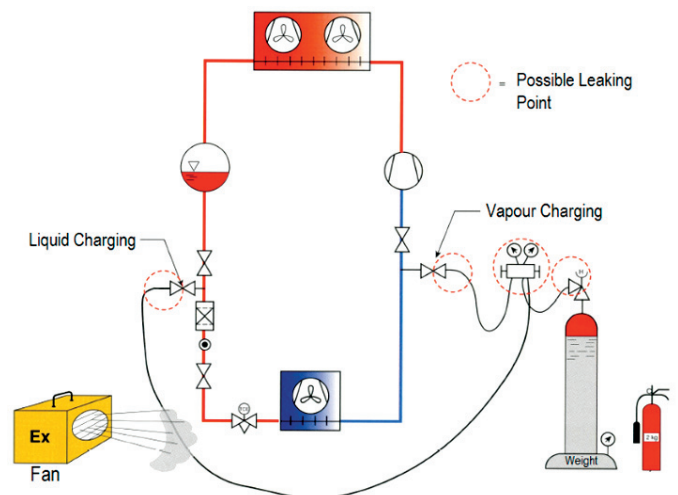 = Possible Leaking
Point
Vapour Charging
Liquid Charging
Ex
Fan
Weight
2 kg